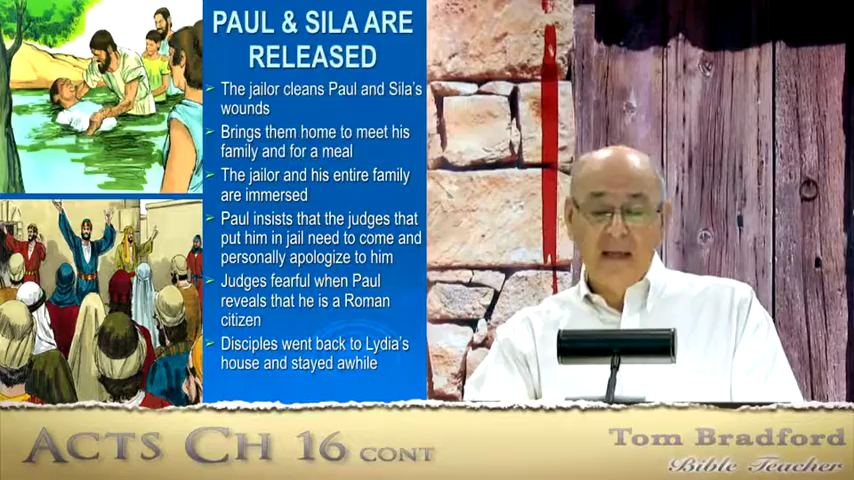 PAUL & SILA ARE
RELEASED
The jailor cleans Paul and Sila's
wounds
Brings them home to meet his
family and for a meal
The jailor and his entire family
are immersed
Paul insists that the judges that
put him in jail need to come and
personally apologize to him
Judges fearful when Paul
reveals that he is a Roman
citizen
Disciples went back to Lydia's
house and stayed awhile
ACTS CH 16 CONT
Tom Bradford
Bible Teacher